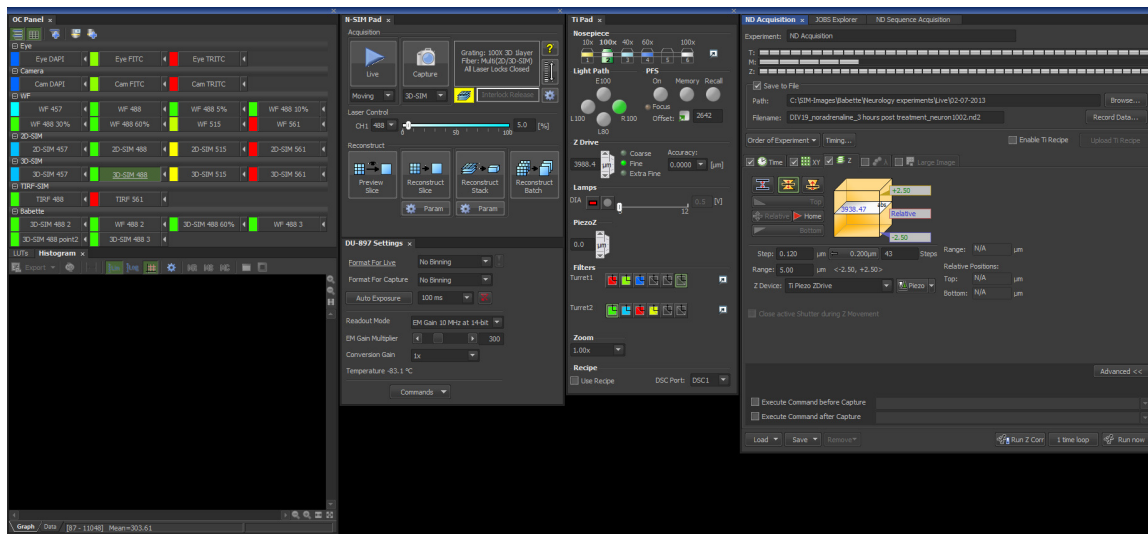 OC Panel x
Eye
Eye DAPI Eye FITC Eye TRITC
Camera
Cam DAPI Cam FITC Cam TRITC
WF
WF 457 WF 488 WF 488 5% WF 488 10%
WF 488 30% WF 488 60% WF 515 WF 561
2D-SIM
2D-SIM 457 2D-SIM 488 2D-SIM 515 2D-SIM 561
3D-SIM
3D-SIM 457 3D-SIM 488 3D-SIM 515 3D-SIM 561
TIRF-SIM
TIRF 488 TIRF 561
Babette
3D-SIM 488 2 WF 488 2 3D-SIM 488 60% WF 488 3
3D-SIM 488 point2 3D-SIM 488 3
LUTs Histogram x
Export
Graph Data [87 - 11048] Mean=303.61
N-SIM Pad x
Acquisition
Live
Capture
Grating: 100X 3D 1layer
Fiber: Multi(2D/3D-SIM)
All Laser Locks Closed
?
Moving 3D-SIM Interlock Release
Laser Control
CH1 488 5.0 [%]
0 50 100
Reconstruct
Preview Slice
Reconstruct Slice
Reconstruct Stack
Reconstruct Batch
Param Param
DU-897 Settings x
Format For Live No Binning
Format For Capture No Binning
Auto Exposure 100 ms
Readout Mode EM Gain 10 MHz at 14-bit
EM Gain Multiplier 300
Conversion Gain 1x
Temperature -83.1 °C
Commands
Ti Pad x
Nosepiece
10x 100x 40x 60x 100x
1 2 3 4 5 6
Light Path PFS
E100 On Memory Recall
L100 R100
L80
Focus
Offset: 2642
Z Drive
3988.4 µm
Coarse
Fine
Extra Fine
Accuracy:
0.0000 [µm]
Lamps
DIA 0.5 [V]
12
PiezoZ
0.0 µm
Filters
Turret1
Turret2
Zoom
1.00x
Recipe
Use Recipe DSC Port: DSC1
ND Acquisition x JOBS Explorer ND Sequence Acquisition
Experiment: ND Acquisition
T:
M:
Z:
Save to File
Path: C:\SIM-Images\Babette\Neurology experiments\Live\02-07-2013 Browse...
Filename: DIV19_noradrenaline_3 hours post treatment_neuron1002.nd2 Record Data...
Order of Experiment Timing... Enable Ti Recipe Upload Ti Recipe
Time XY Z λ Large Image
Top
Relative Home
Bottom
+2.50
3938.47 Abs
Relative
-2.50
Step: 0.120 µm 0.200µm 43 Steps
Range: 5.00 µm <-2.50, +2.50>
Z Device: Ti Piezo ZDrive Piezo
Range: N/A µm
Relative Positions:
Top: N/A µm
Bottom: N/A µm
Close active Shutter during Z Movement
Advanced <<
Execute Command before Capture
Execute Command after Capture
Load Save Remove Run Z Corr 1 time loop Run now